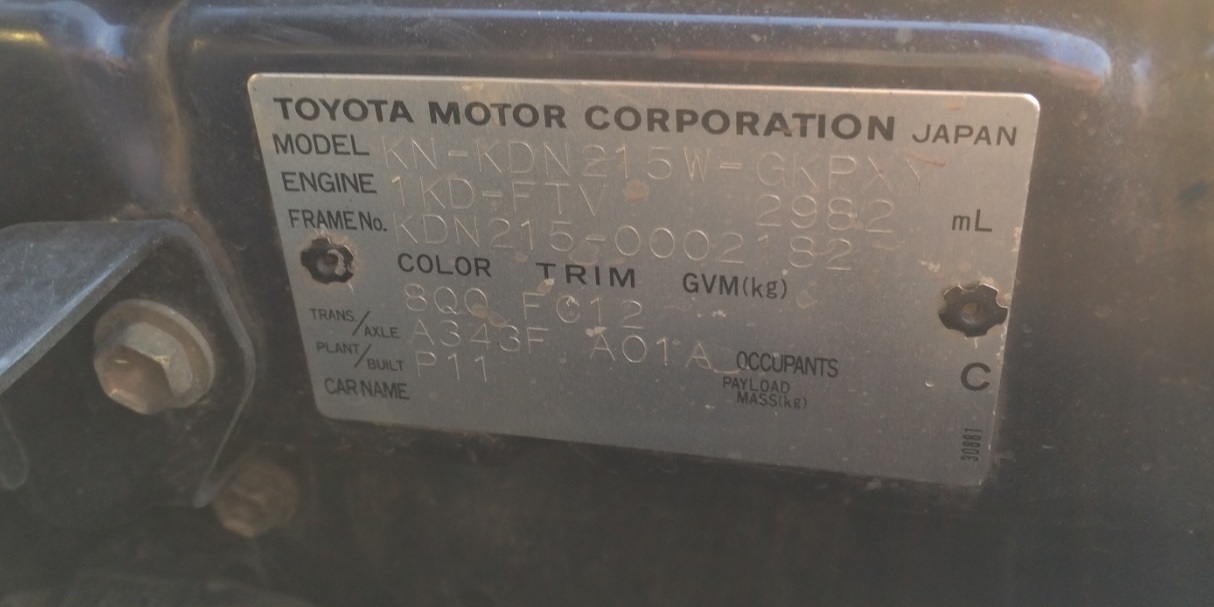 TOYOTA MOTOR CORPORATION JAPAN
MODEL KN-KDN215W-GKPXY
ENGINE 1KD-FTV 2982 mL
FRAME No. KDN215-0002182
COLOR TRIM GVM(kg)
8Q0 FC12
TRANS./AXLE A343F A01A
PLANT/BUILT P11 OCCUPANTS
CAR NAME PAYLOAD MASS(kg)
C
30881